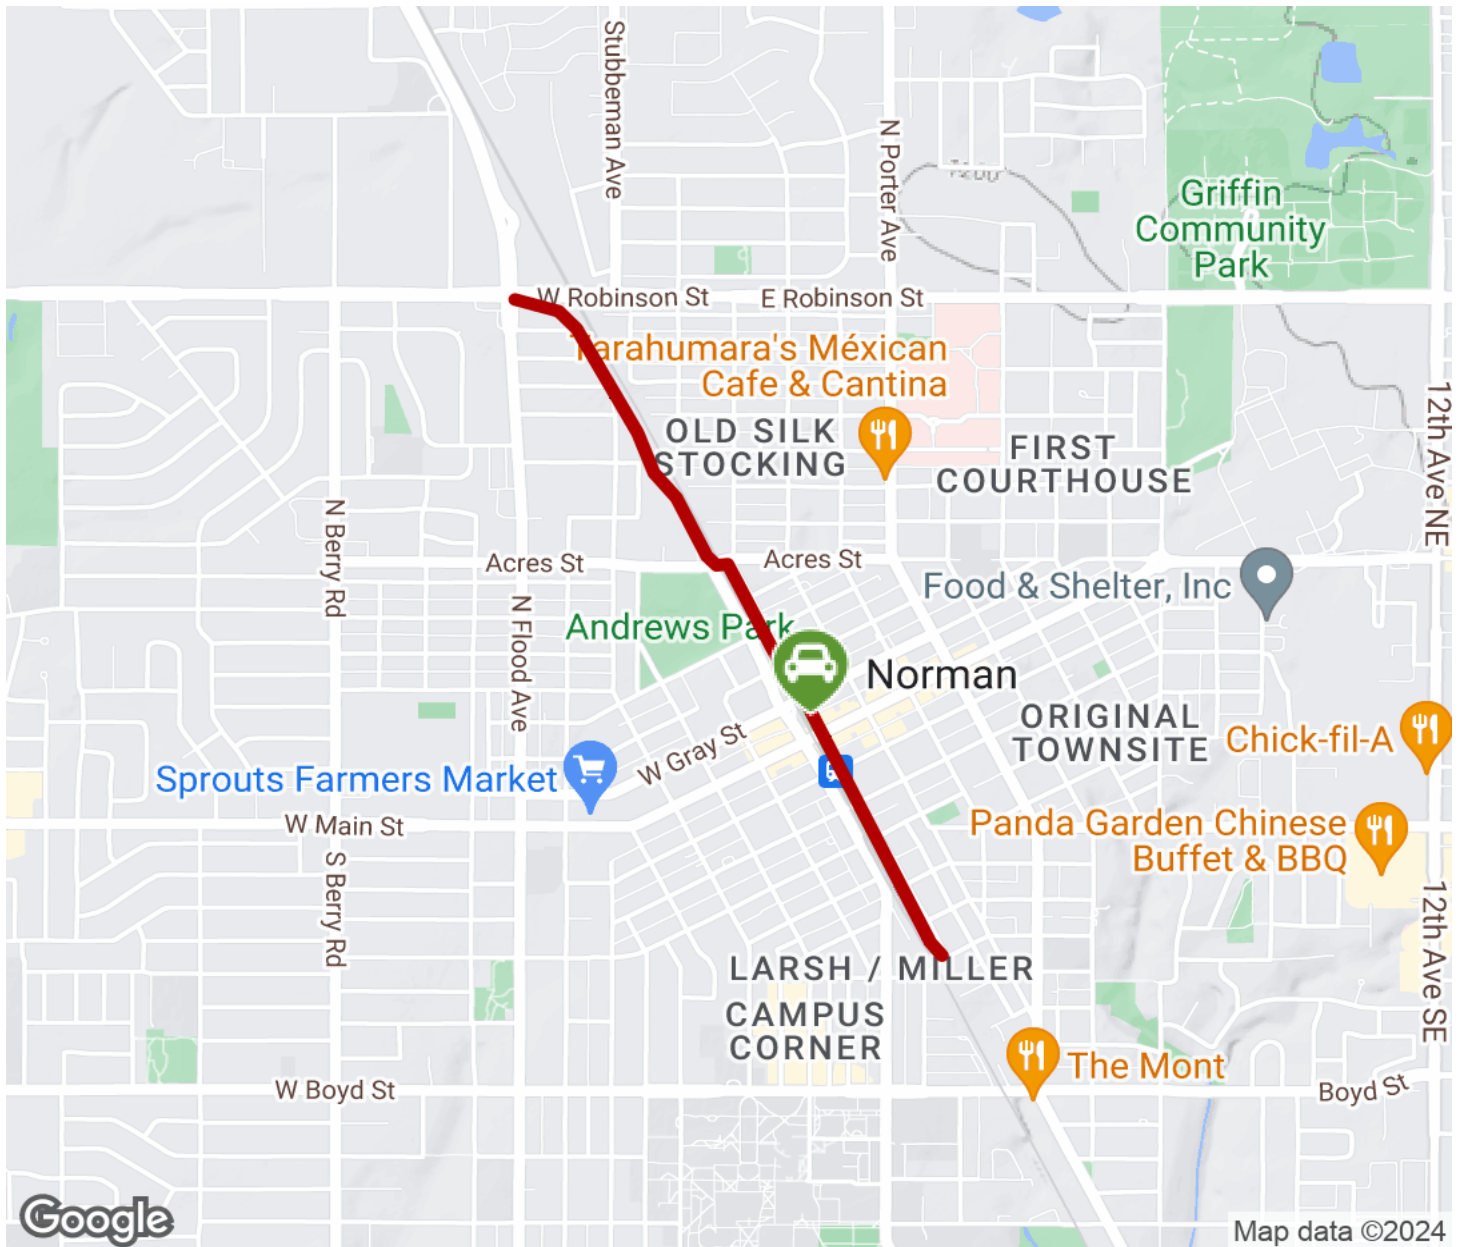 Stubbeman Ave
N Porter Ave
1200
Griffin
Community
Park
W Robinson St
E Robinson St
Tarahumara's Méxican
Cafe & Cantina
OLD SILK
STOCKING
FIRST
COURTHOUSE
12th Ave NE
N Berry Rd
Acres St
Acres St
Food & Shelter, Inc
N Flood Ave
Andrews Park
Norman
ORIGINAL
TOWNSITE
Chick-fil-A
W Gray St
Sprouts Farmers Market
W Main St
Panda Garden Chinese
Buffet & BBQ
S Berry Rd
12th Ave SE
LARSH / MILLER
CAMPUS
CORNER
The Mont
W Boyd St
Boyd St
Google
Map data ©2024